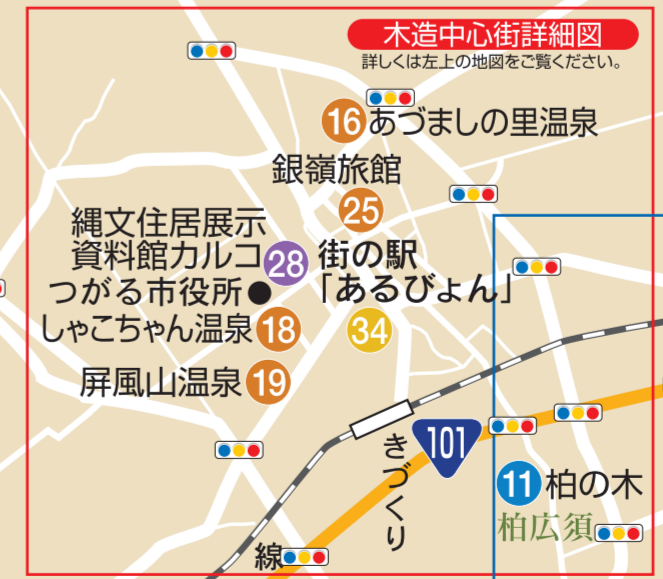 木造中心街詳細図
詳しくは左上の地図をご覧ください。
16 あづましの里温泉
銀嶺旅館
25
縄文住居展示
資料館カルコ 28
街の駅
「あるびょん」
34
つがる市役所
しゃこちゃん温泉 18
屏風山温泉 19
101
きづくり
11 柏の木
柏広須
線